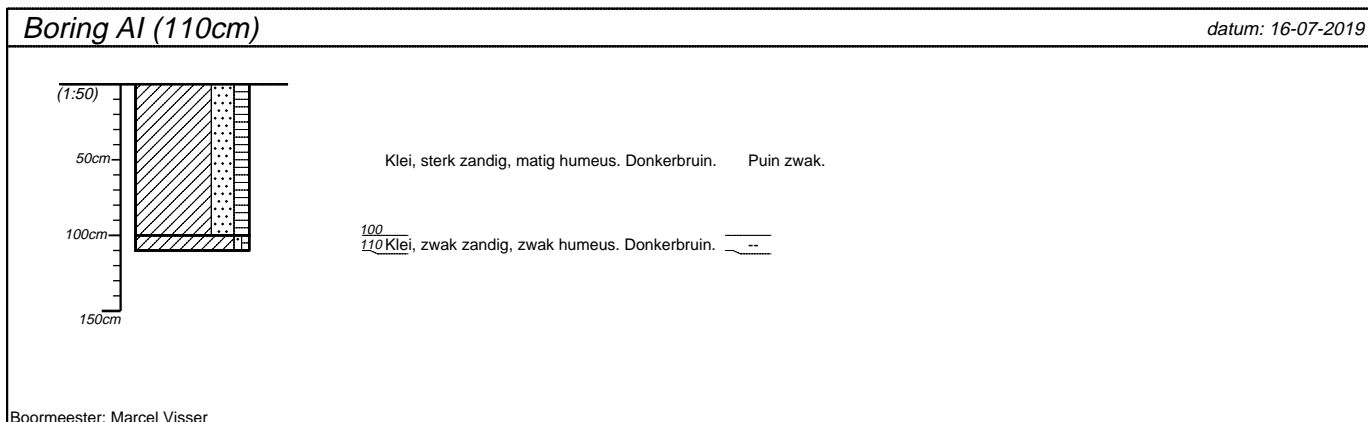 Boring AI (110cm) datum: 16-07-2019
(1:50)
50cm Klei, sterk zandig, matig humeus. Donkerbruin. Puin zwak.
100cm 100
110 Klei, zwak zandig, zwak humeus. Donkerbruin. --
150cm
Boormeester: Marcel Visser